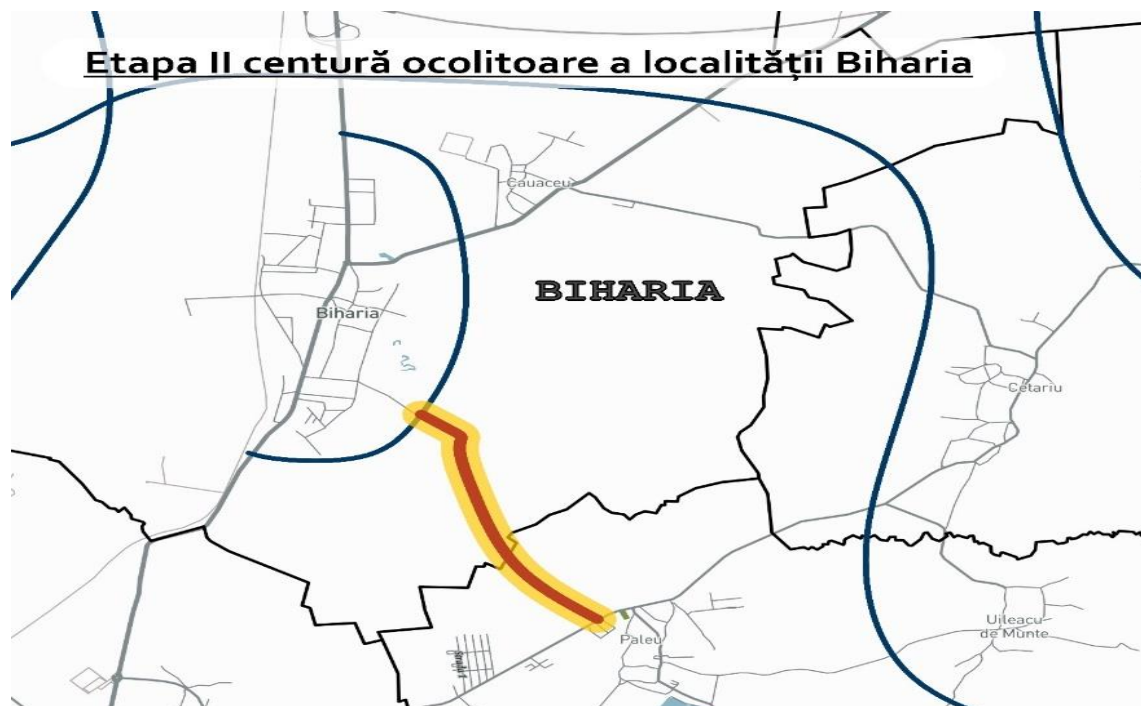 Etapa II centură ocolitoare a localității Biharia
Cauaceu
BIHARIA
Biharia
Cetariu
Uileacu
de Munte
Paleu